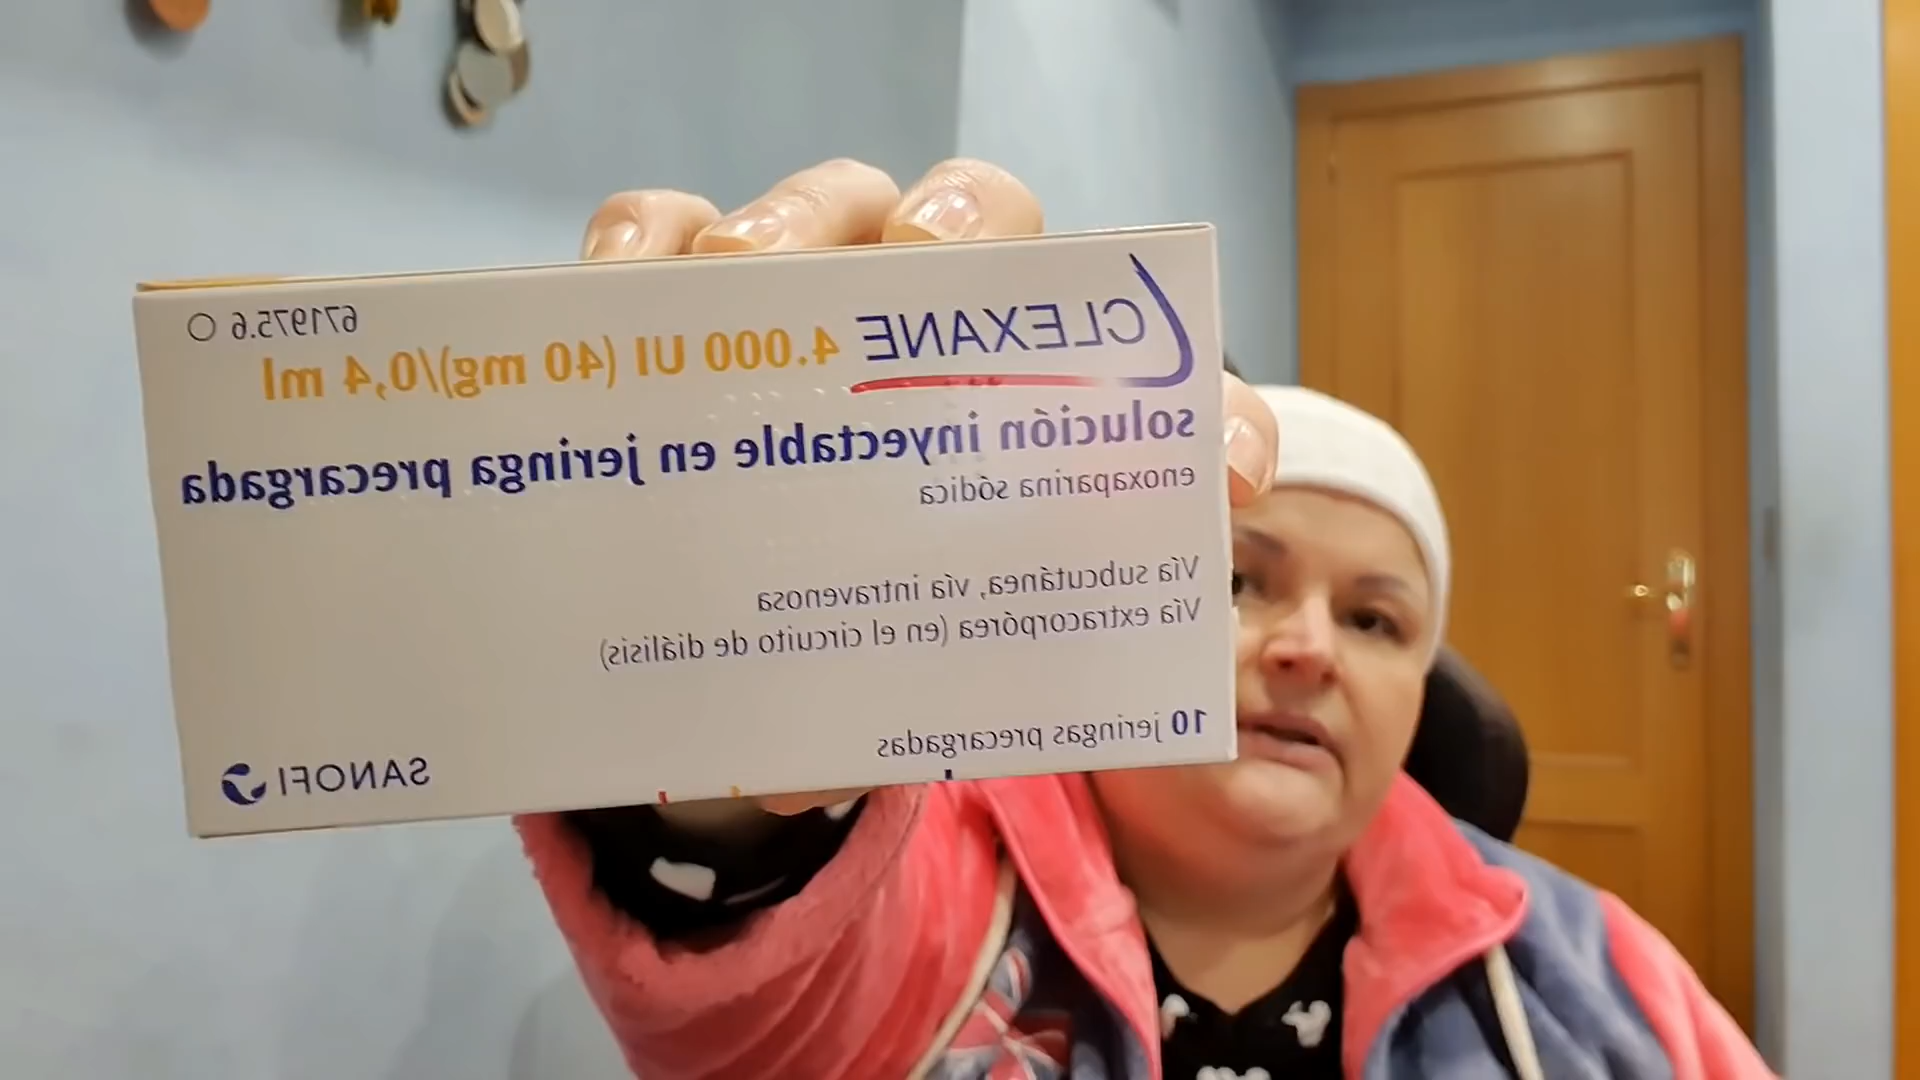 671975.6
CLEXANE 4.000 UI (40 mg)/0,4 ml
solución inyectable en jeringa precargada
enoxaparina sódica
Vía subcutánea, vía intravenosa
Vía extracorpórea (en el circuito de diálisis)
10 jeringas precargadas
SANOFI